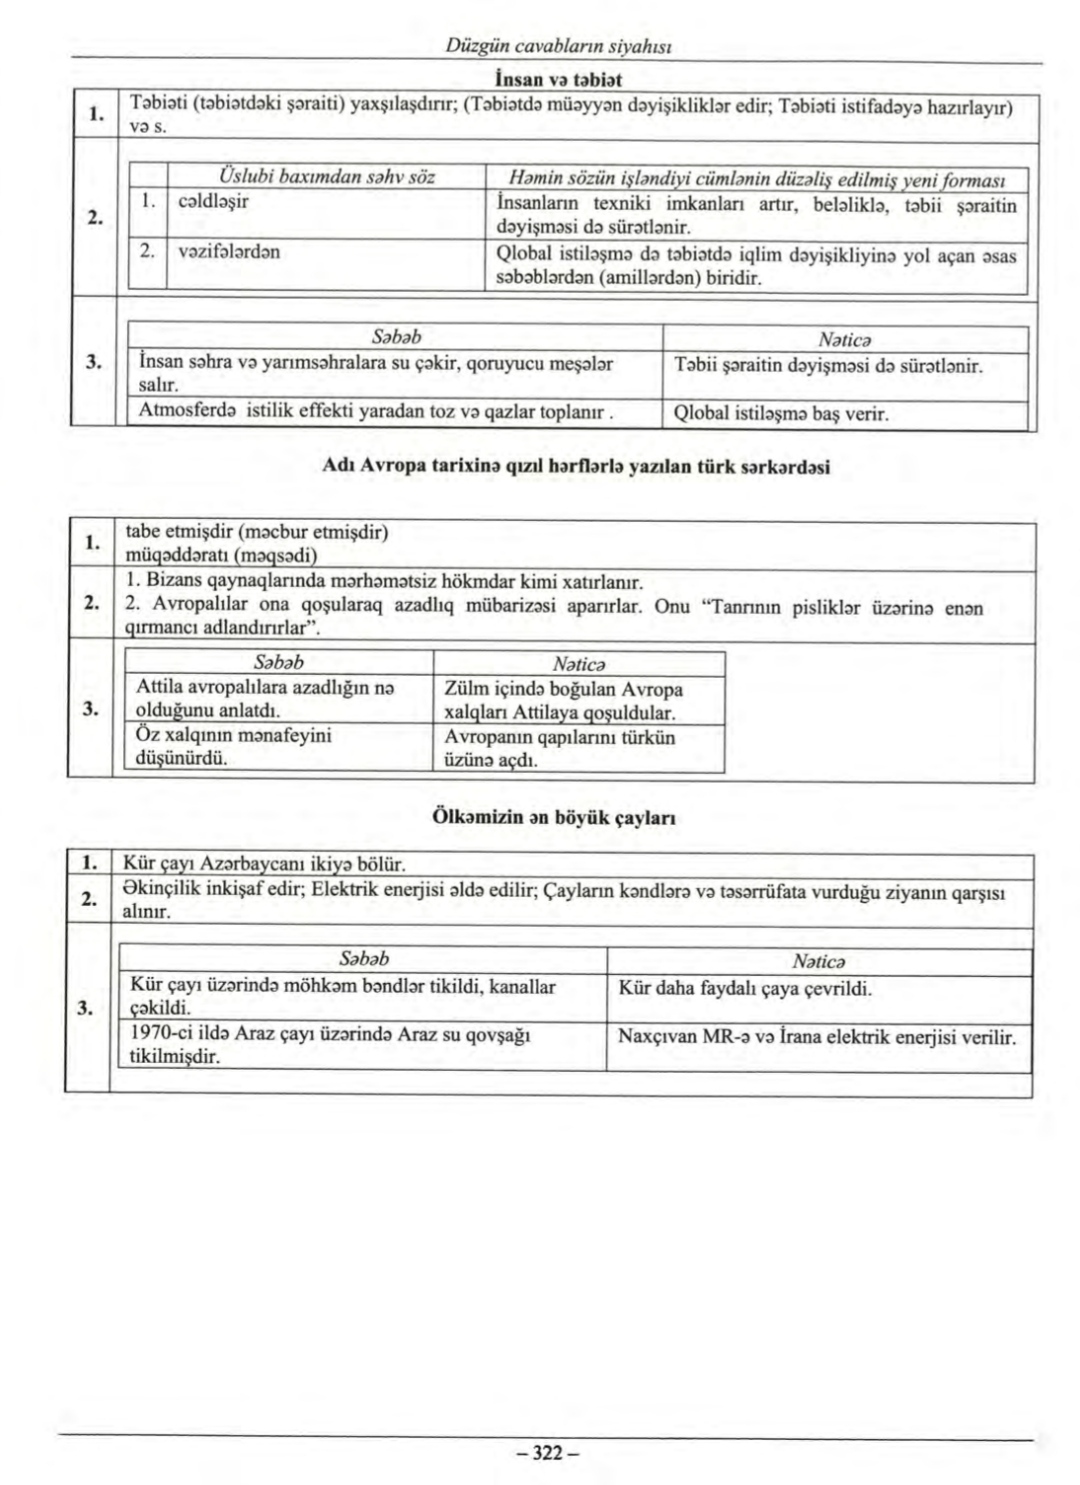 Düzgün cavabların siyahısı
İnsan və təbiət
1.
Təbiəti (təbiətdəki şəraiti) yaxşılaşdırır; (Təbiətdə müəyyən dəyişikliklər edir; Təbiəti istifadəyə hazırlayır)
və s.
2.
Üslubi baxımdan səhv söz
Həmin sözün işləndiyi cümlənin düzəliş edilmiş yeni forması
1.
cəldləşir
İnsanların texniki imkanları artır, beləliklə, təbii şəraitin
dəyişməsi də sürətlənir.
2.
vəzifələrdən
Qlobal istiləşmə də təbiətdə iqlim dəyişikliyinə yol açan əsas
səbəblərdən (amillərdən) biridir.
3.
Səbəb
Nəticə
İnsan səhra və yarımsəhralara su çəkir, qoruyucu meşələr
salır.
Təbii şəraitin dəyişməsi də sürətlənir.
Atmosferdə istilik effekti yaradan toz və qazlar toplanır .
Qlobal istiləşmə baş verir.
Adı Avropa tarixinə qızıl hərflərlə yazılan türk sərkərdəsi
1.
tabe etmişdir (məcbur etmişdir)
müqəddəratı (məqsədi)
2.
1. Bizans qaynaqlarında mərhəmətsiz hökmdar kimi xatırlanır.
2. Avropalılar ona qoşularaq azadlıq mübarizəsi aparırlar. Onu “Tanrının pisliklər üzərinə enən
qırmancı adlandırırlar”.
3.
Səbəb
Nəticə
Attila avropalılara azadlığın nə
olduğunu anlatdı.
Zülm içində boğulan Avropa
xalqları Attilaya qoşuldular.
Öz xalqının mənafeyini
düşünürdü.
Avropanın qapılarını türkün
üzünə açdı.
Ölkəmizin ən böyük çayları
1.
Kür çayı Azərbaycanı ikiyə bölür.
2.
Əkinçilik inkişaf edir; Elektrik enerjisi əldə edilir; Çayların kəndlərə və təsərrüfata vurduğu ziyanın qarşısı
alınır.
3.
Səbəb
Nəticə
Kür çayı üzərində möhkəm bəndlər tikildi, kanallar
çəkildi.
Kür daha faydalı çaya çevrildi.
1970-ci ildə Araz çayı üzərində Araz su qovşağı
tikilmişdir.
Naxçıvan MR-ə və İrana elektrik enerjisi verilir.
– 322 –